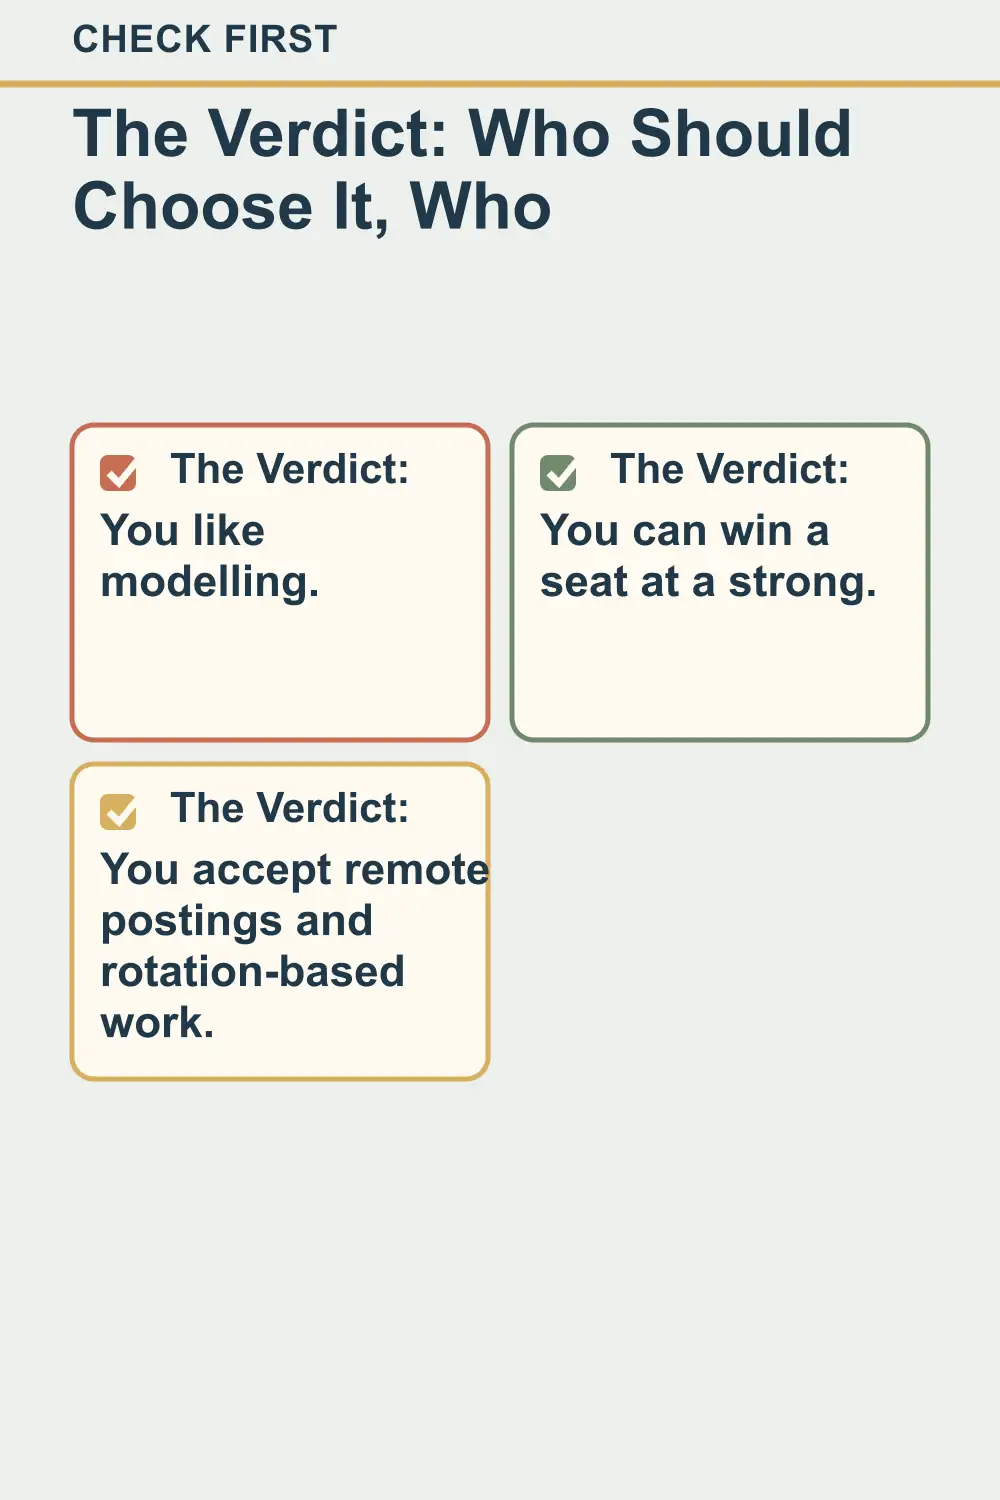 CHECK FIRST
The Verdict: Who Should
Choose It, Who
The Verdict:
You like
modelling.
The Verdict:
You can win a
seat at a strong.
The Verdict:
You accept remote
postings and
rotation-based
work.